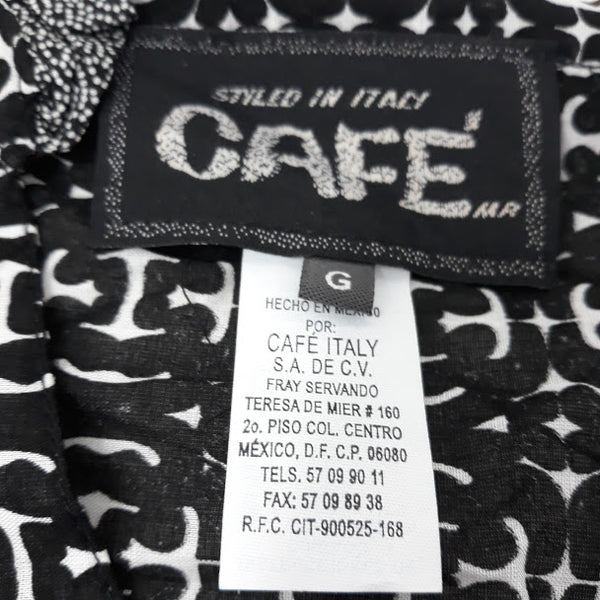 STYLED IN ITALY
CAFÉ
M.R
G
HECHO EN MEXICO
POR:
CAFÉ ITALY
S.A. DE C.V.
FRAY SERVANDO
TERESA DE MIER # 160
2o. PISO COL. CENTRO
MÉXICO, D.F. C.P. 06080
TELS. 57 09 90 11
FAX: 57 09 89 38
R.F.C. CIT-900525-168